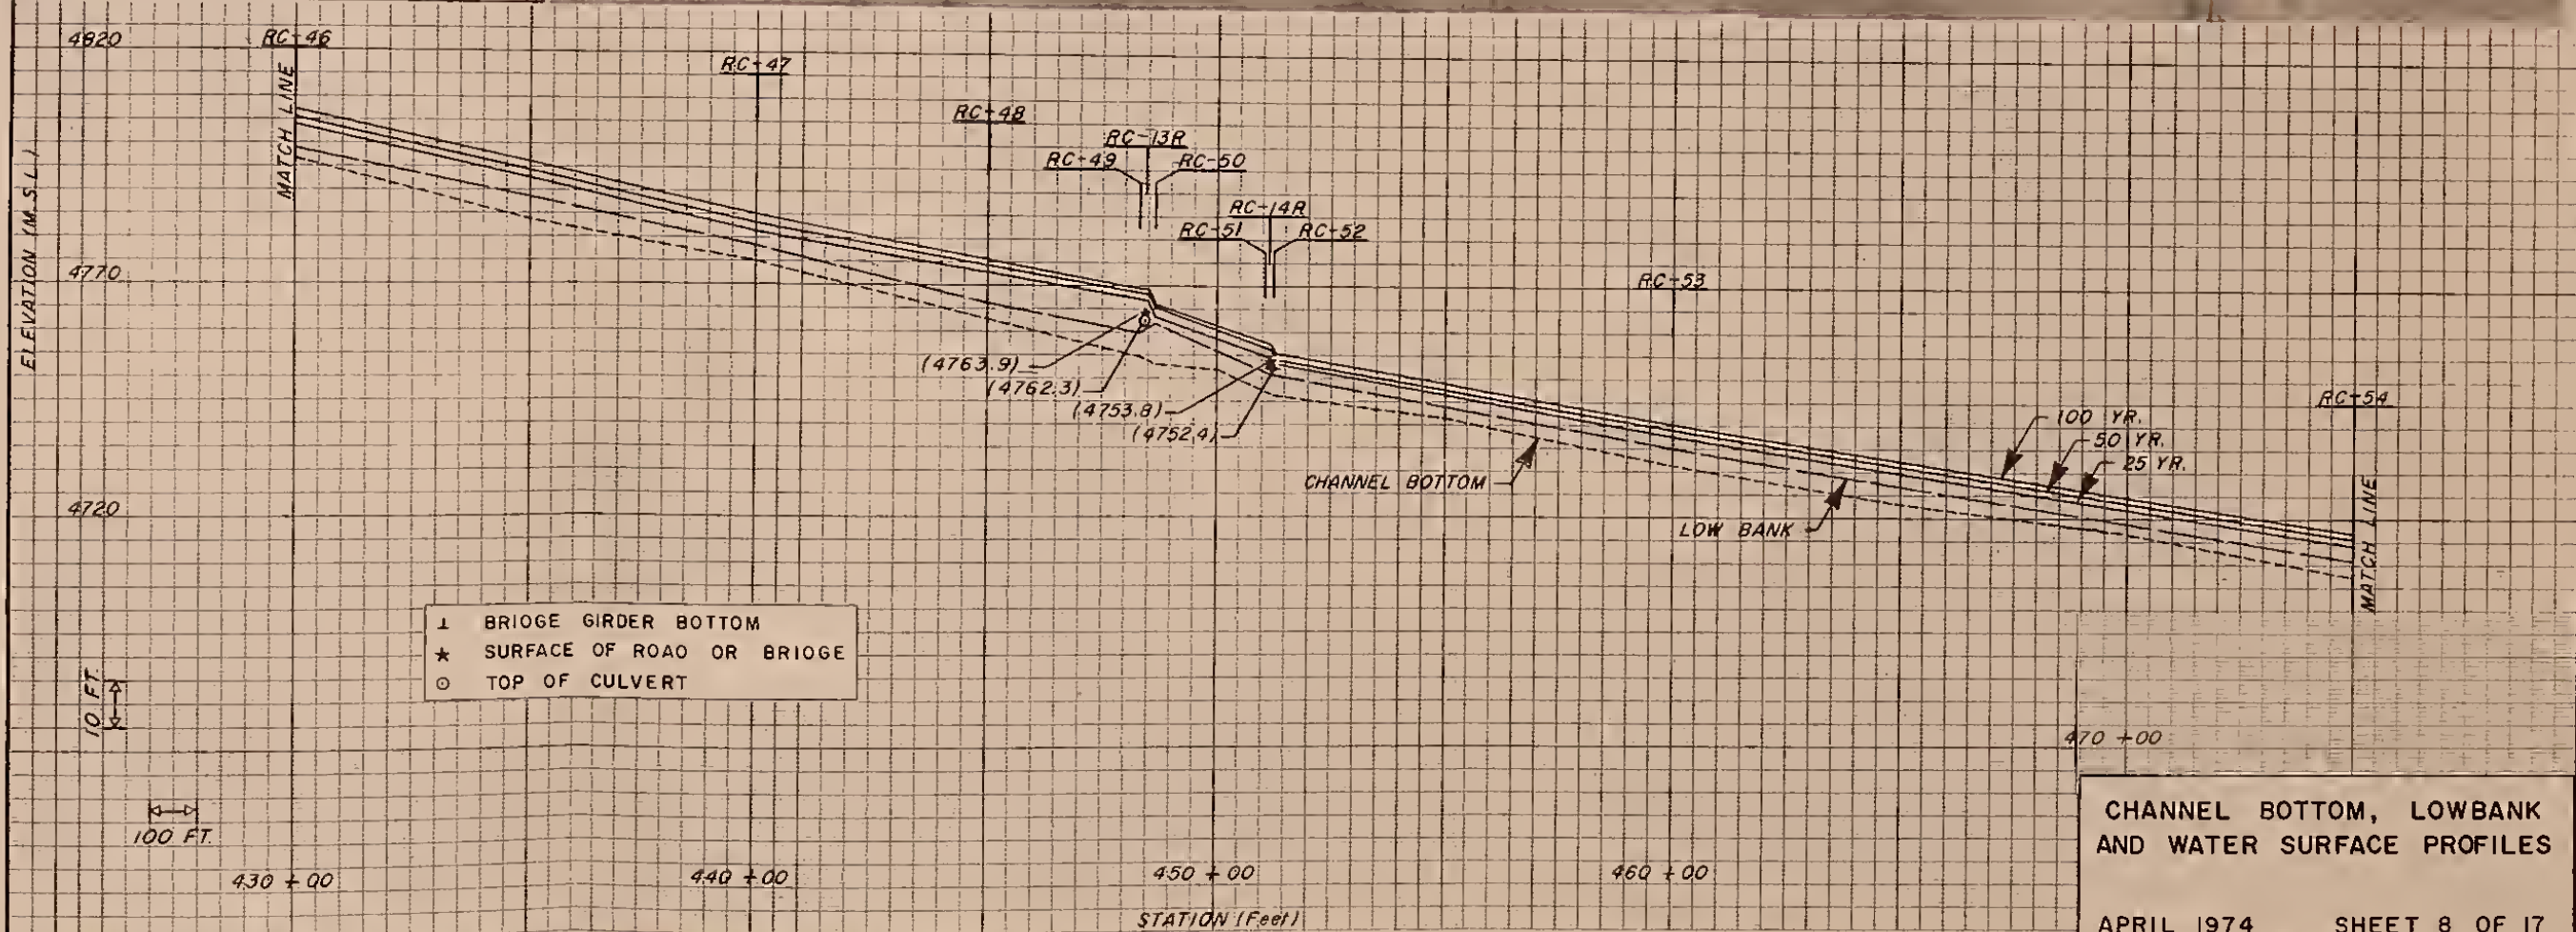 4820
RC-46
RC-47
RC-48
RC-13R
RC-49
RC-50
RC-14R
RC-51
RC-52
RC-53
RC-54
MATCH LINE
ELEVATION (M.S.L.)
4770
4720
(4763.9)
(4762.3)
(4753.8)
(4752.4)
CHANNEL BOTTOM
LOW BANK
100 YR.
50 YR.
25 YR.
MATCH LINE
⊥ BRIDGE GIRDER BOTTOM
★ SURFACE OF ROAD OR BRIDGE
⊙ TOP OF CULVERT
10 FT.
100 FT.
430 + 00
440 + 00
450 + 00
460 + 00
470 + 00
STATION (Feet)
CHANNEL BOTTOM, LOWBANK
AND WATER SURFACE PROFILES
APRIL 1974 SHEET 8 OF 17